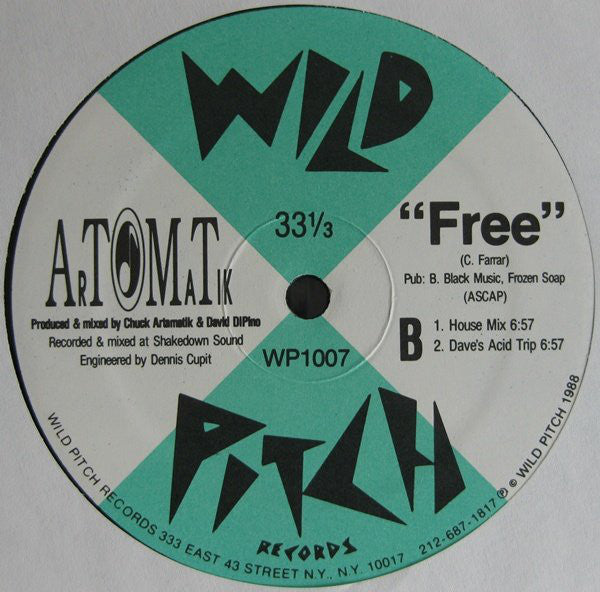 WILD
33⅓
ARTOMATIK
Produced & mixed by Chuck Artamatik & David DiPino
Recorded & mixed at Shakedown Sound
Engineered by Dennis Cupit
"Free"
(C. Farrar)
Pub: B. Black Music, Frozen Soap
(ASCAP)
B
1. House Mix 6:57
2. Dave's Acid Trip 6:57
WP1007
PITCH
RECORDS
WILD PITCH RECORDS 333 EAST 43 STREET N.Y., N.Y. 10017 212-687-1817 ℗ © WILD PITCH 1988